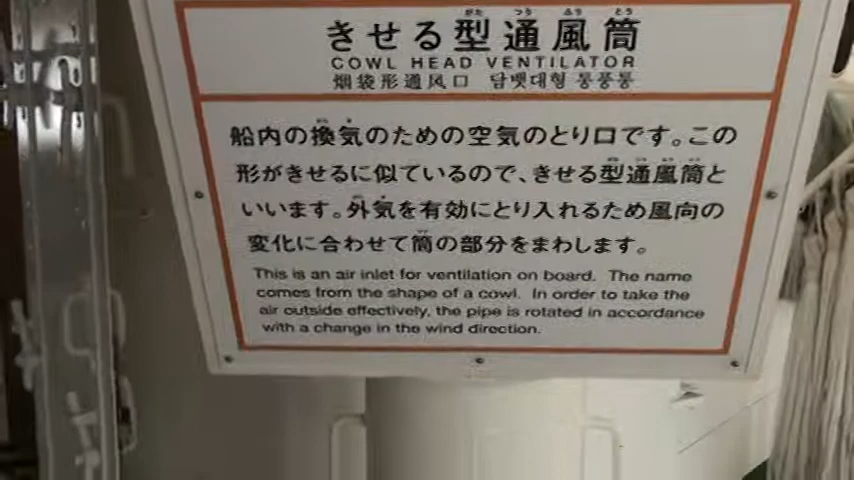 きせる型通風筒
COWL HEAD VENTILATOR
烟袋形通风口 담뱃대형 통풍통
船内の換気のための空気のとり口です。この
形がきせるに似ているので、きせる型通風筒と
いいます。外気を有効にとり入れるため風向の
変化に合わせて筒の部分をまわします。
This is an air inlet for ventilation on board. The name
comes from the shape of a cowl. In order to take the
air outside effectively, the pipe is rotated in accordance
with a change in the wind direction.